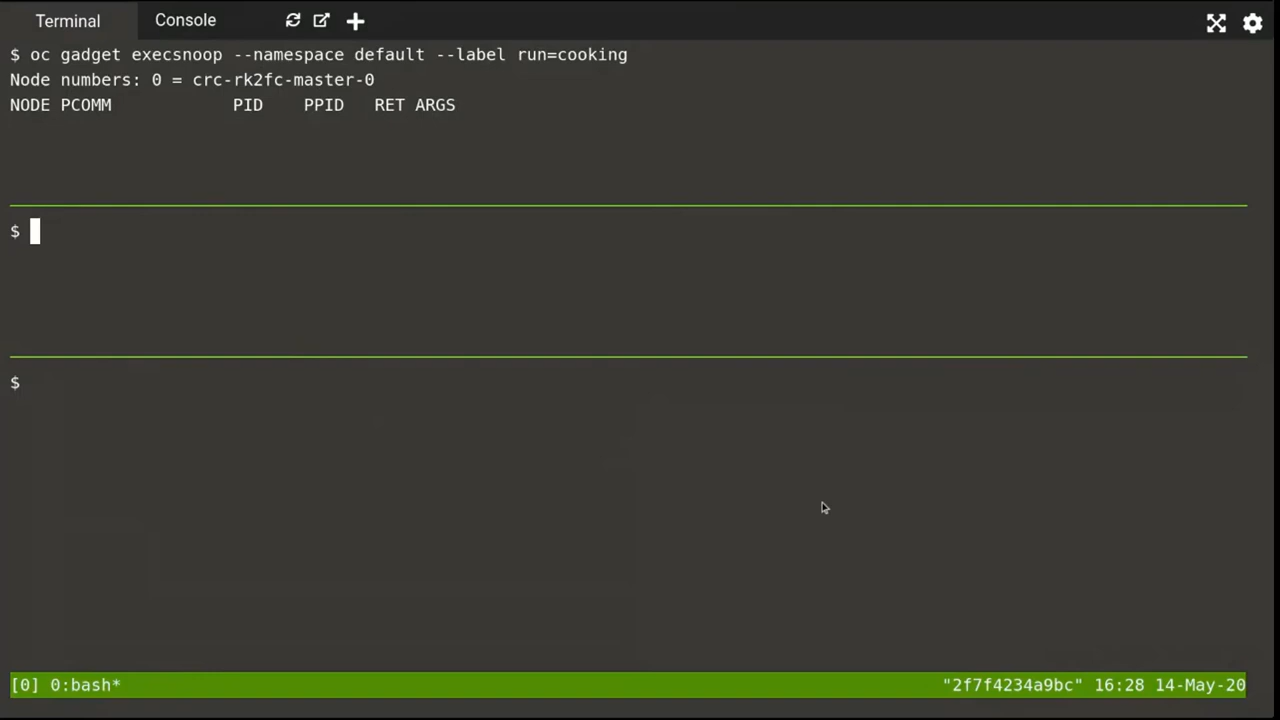 Terminal Console
$ oc gadget execsnoop --namespace default --label run=cooking
Node numbers: 0 = crc-rk2fc-master-0
NODE PCOMM PID PPID RET ARGS
$
$
[0] 0:bash* "2f7f4234a9bc" 16:28 14-May-20